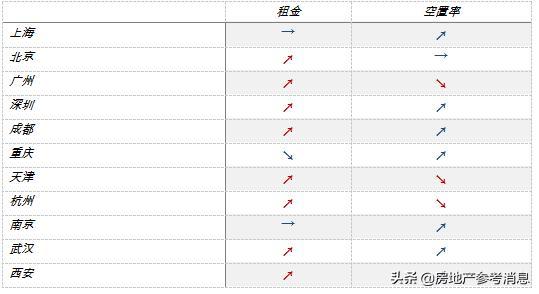 租金 空置率
上海 → ↗
北京 ↗ →
广州 ↗ ↘
深圳 ↗ ↗
成都 ↗ ↗
重庆 ↘ ↗
天津 ↗ ↘
杭州 ↗ ↘
南京 → ↗
武汉 ↗ ↗
西安 ↗
头条 @房地产参考消息